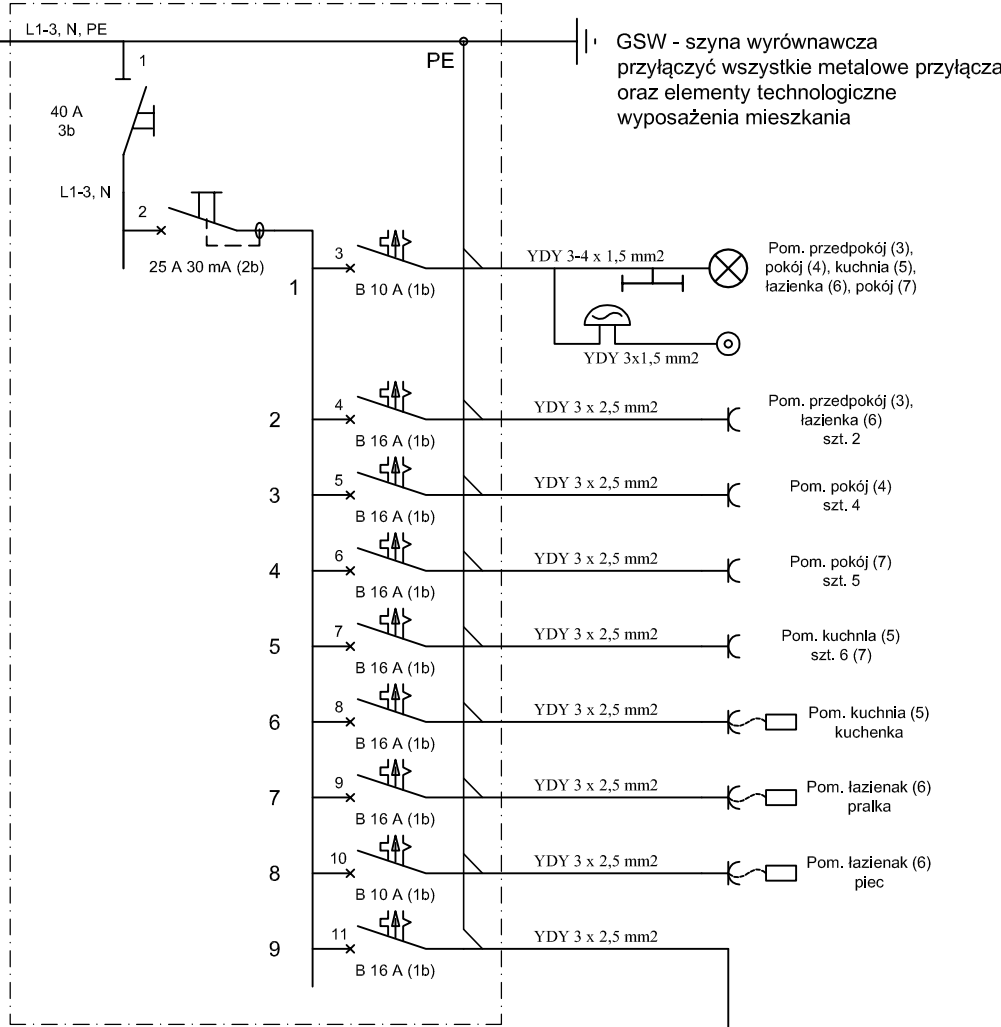 L1-3, N, PE
1
40 A
3b
L1-3, N
2
25 A 30 mA (2b)
PE
GSW - szyna wyrównawcza
przyłączyć wszystkie metalowe przyłącza
oraz elementy technologiczne
wyposażenia mieszkania
1
3
B 10 A (1b)
YDY 3-4 x 1,5 mm2
Pom. przedpokój (3),
pokój (4), kuchnia (5),
łazienka (6), pokój (7)
YDY 3x1,5 mm2
2
4
B 16 A (1b)
YDY 3 x 2,5 mm2
Pom. przedpokój (3),
łazienka (6)
szt. 2
3
5
B 16 A (1b)
YDY 3 x 2,5 mm2
Pom. pokój (4)
szt. 4
4
6
B 16 A (1b)
YDY 3 x 2,5 mm2
Pom. pokój (7)
szt. 5
5
7
B 16 A (1b)
YDY 3 x 2,5 mm2
Pom. kuchnia (5)
szt. 6 (7)
6
8
B 16 A (1b)
YDY 3 x 2,5 mm2
Pom. kuchnia (5)
kuchenka
7
9
B 16 A (1b)
YDY 3 x 2,5 mm2
Pom. łazienak (6)
pralka
8
10
B 10 A (1b)
YDY 3 x 2,5 mm2
Pom. łazienak (6)
piec
9
11
B 16 A (1b)
YDY 3 x 2,5 mm2